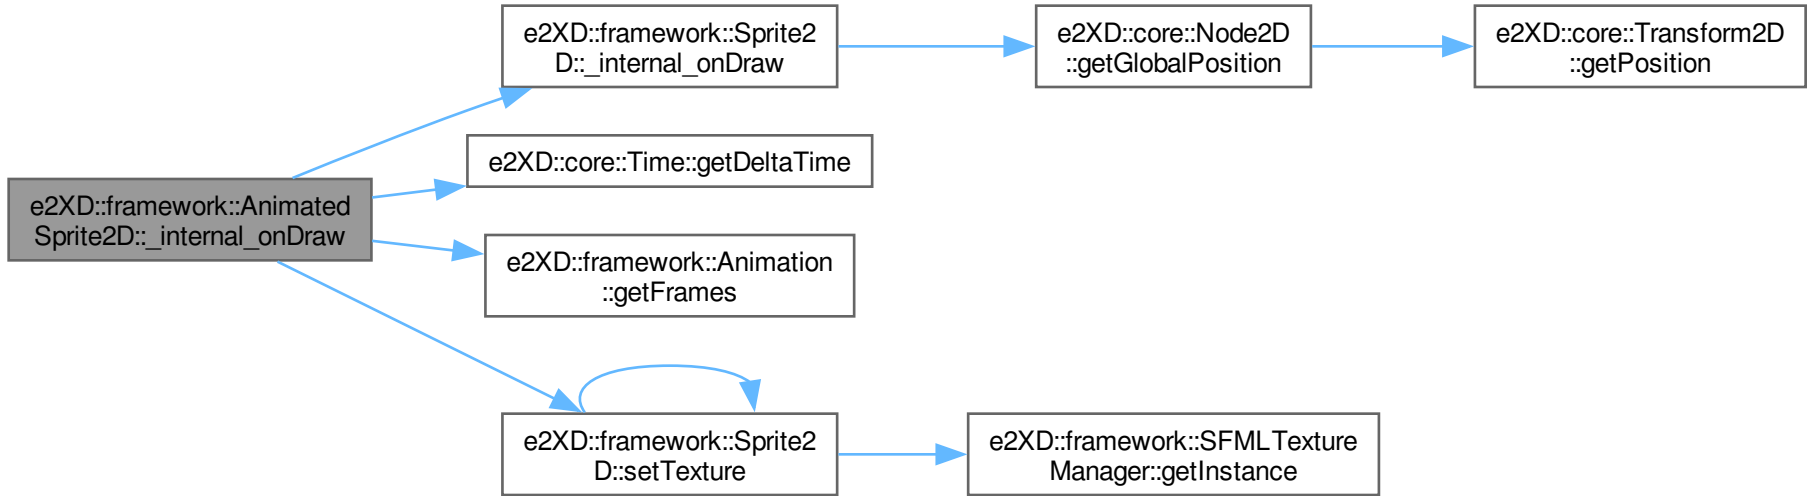 e2XD::framework::Animated
Sprite2D::_internal_onDraw
e2XD::framework::Sprite2
D::_internal_onDraw
e2XD::core::Node2D
::getGlobalPosition
e2XD::core::Transform2D
::getPosition
e2XD::core::Time::getDeltaTime
e2XD::framework::Animation
::getFrames
e2XD::framework::Sprite2
D::setTexture
e2XD::framework::SFMLTexture
Manager::getInstance